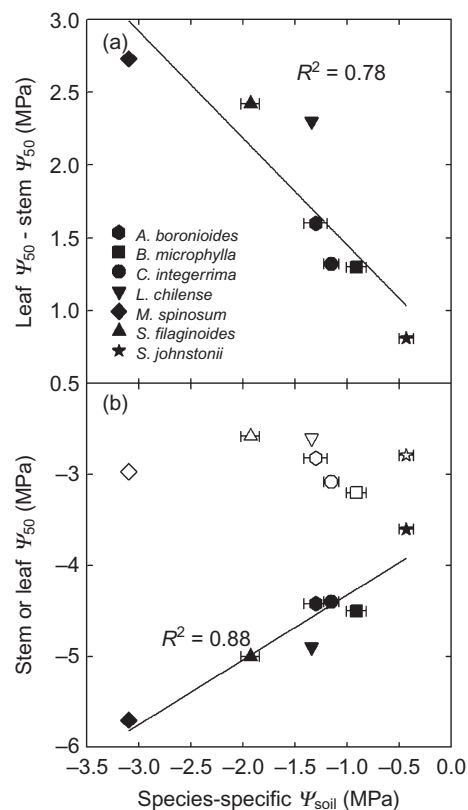 (a)
R² = 0.78
3.0
2.5
2.0
1.5
1.0
0.5
Leaf Ψ50 - stem Ψ50 (MPa)
A. boronioides
B. microphylla
C. integerrima
L. chilense
M. spinosum
S. filaginoides
S. johnstonii
(b)
R² = 0.88
–3
–4
–5
–6
Stem or leaf Ψ50 (MPa)
–3.5 –3.0 –2.5 –2.0 –1.5 –1.0 –0.5 0.0
Species-specific Ψsoil (MPa)